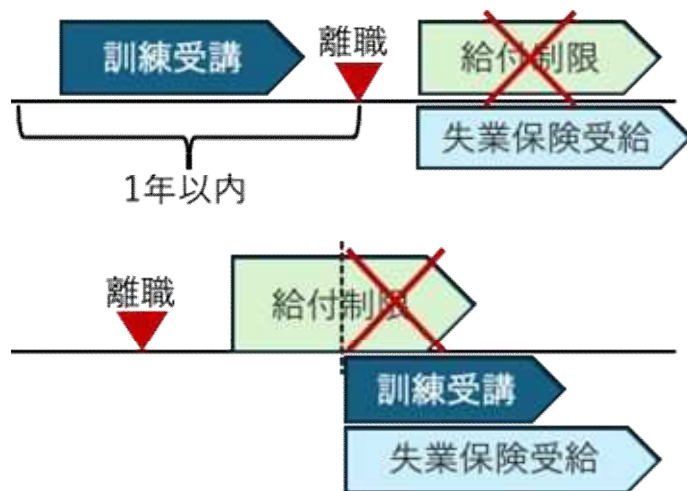 訓練受講
離職
給付制限
失業保険受給
1年以内
離職
給付制限
訓練受講
失業保険受給